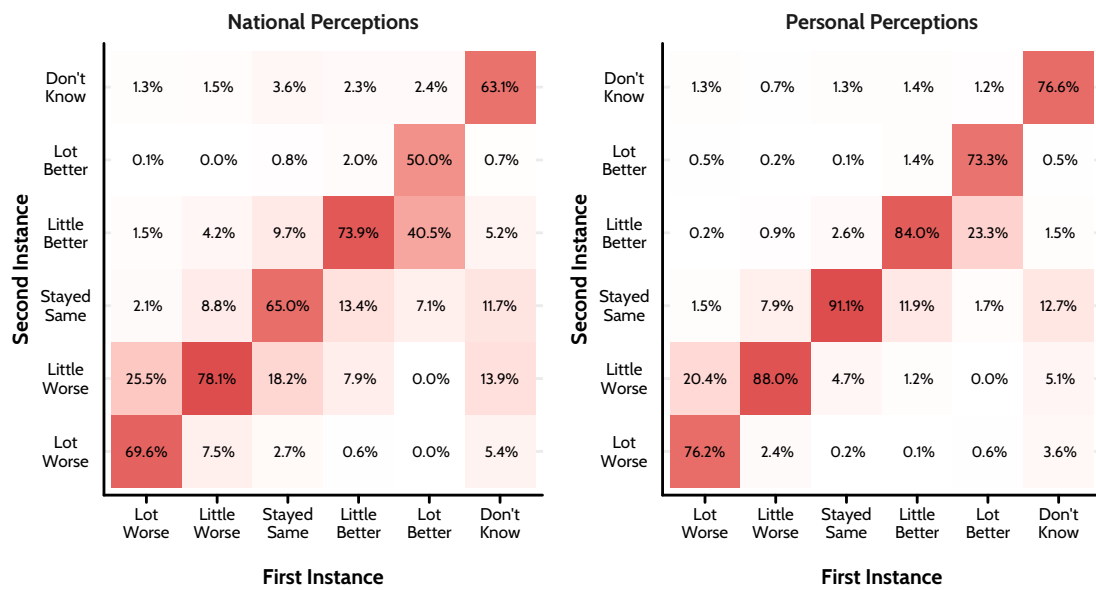 National Perceptions
Second Instance
Don't
Know
1.3% 1.5% 3.6% 2.3% 2.4% 63.1%
Lot
Better
0.1% 0.0% 0.8% 2.0% 50.0% 0.7%
Little
Better
1.5% 4.2% 9.7% 73.9% 40.5% 5.2%
Stayed
Same
2.1% 8.8% 65.0% 13.4% 7.1% 11.7%
Little
Worse
25.5% 78.1% 18.2% 7.9% 0.0% 13.9%
Lot
Worse
69.6% 7.5% 2.7% 0.6% 0.0% 5.4%
Lot Little Stayed Little Lot Don't
Worse Worse Same Better Better Know
First Instance
Personal Perceptions
Second Instance
Don't
Know
1.3% 0.7% 1.3% 1.4% 1.2% 76.6%
Lot
Better
0.5% 0.2% 0.1% 1.4% 73.3% 0.5%
Little
Better
0.2% 0.9% 2.6% 84.0% 23.3% 1.5%
Stayed
Same
1.5% 7.9% 91.1% 11.9% 1.7% 12.7%
Little
Worse
20.4% 88.0% 4.7% 1.2% 0.0% 5.1%
Lot
Worse
76.2% 2.4% 0.2% 0.1% 0.6% 3.6%
Lot Little Stayed Little Lot Don't
Worse Worse Same Better Better Know
First Instance